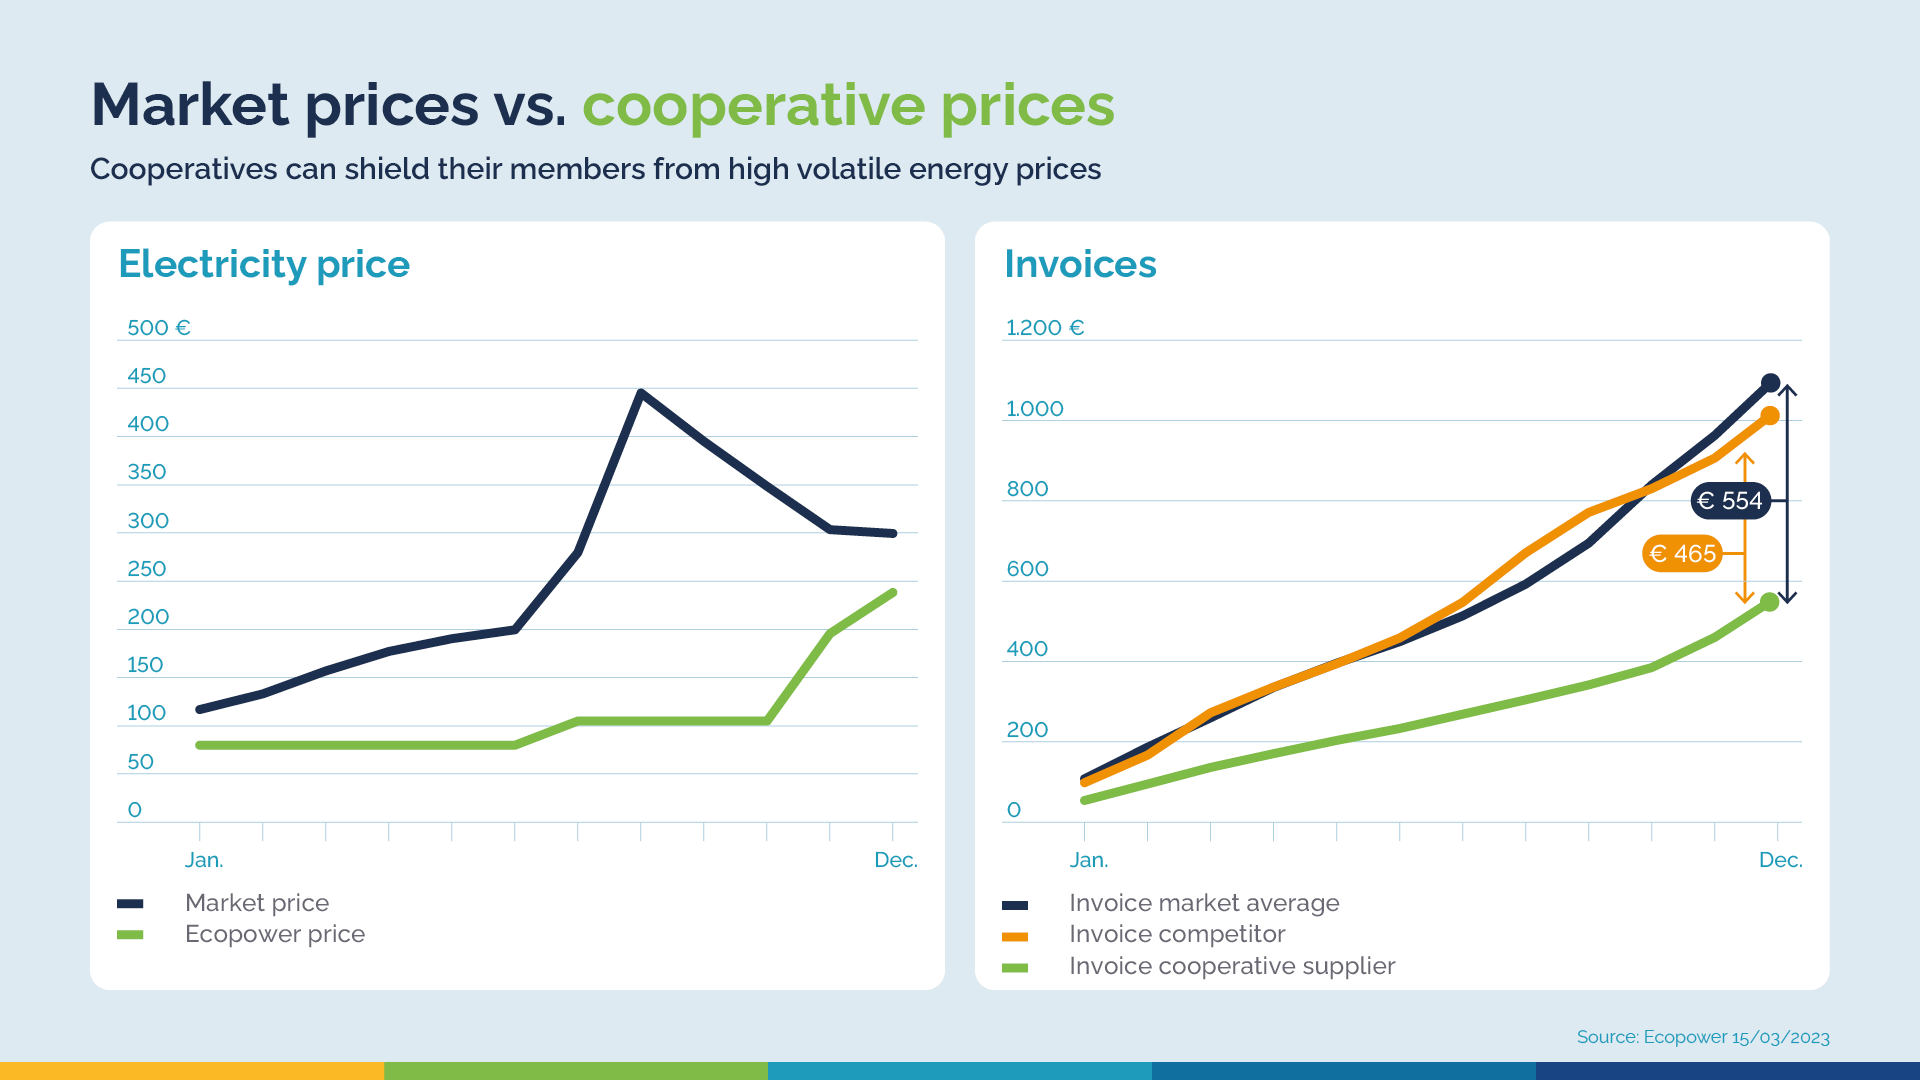 Market prices vs. cooperative prices
Cooperatives can shield their members from high volatile energy prices
Electricity price
500 €
450
400
350
300
250
200
150
100
50
0
Jan.
Dec.
Market price
Ecopower price
Invoices
1.200 €
1.000
800
600
400
200
0
€ 554
€ 465
Jan.
Dec.
Invoice market average
Invoice competitor
Invoice cooperative supplier
Source: Ecopower 15/03/2023